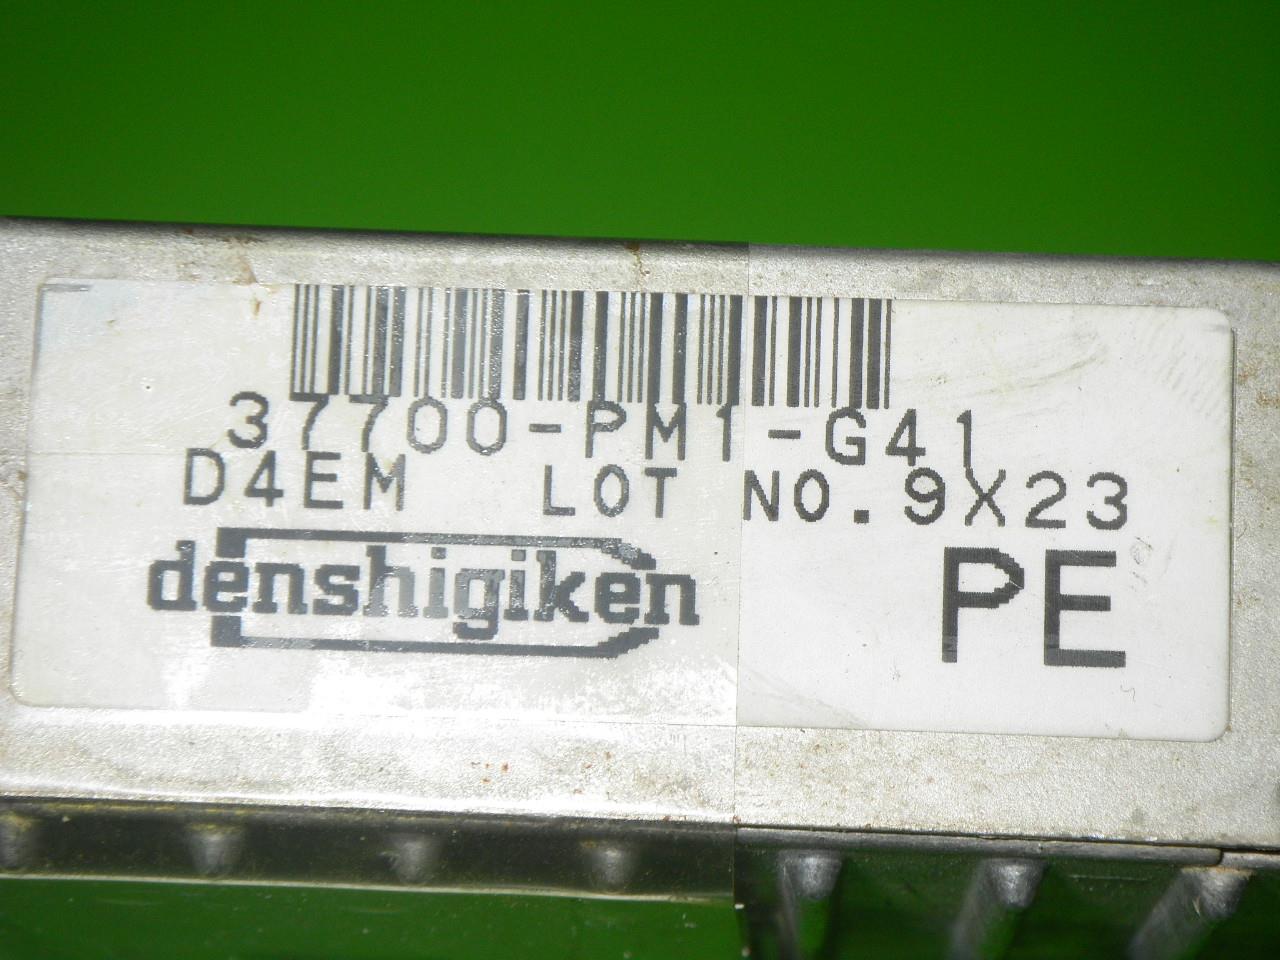 37700-PM1-G41
D4EM LOT NO.9X23
denshigiken
PE